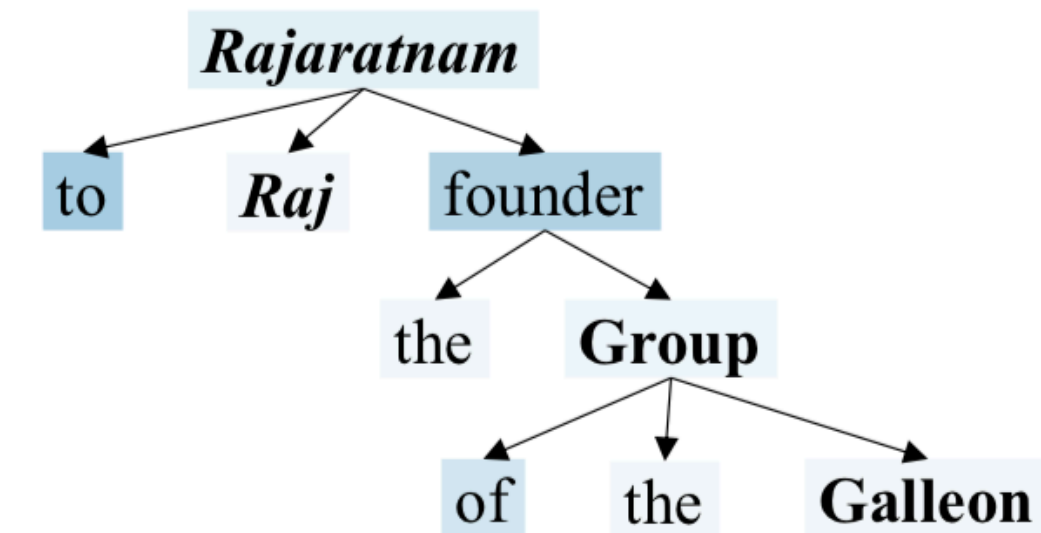 Rajaratnam
to Raj founder
the Group
of the Galleon